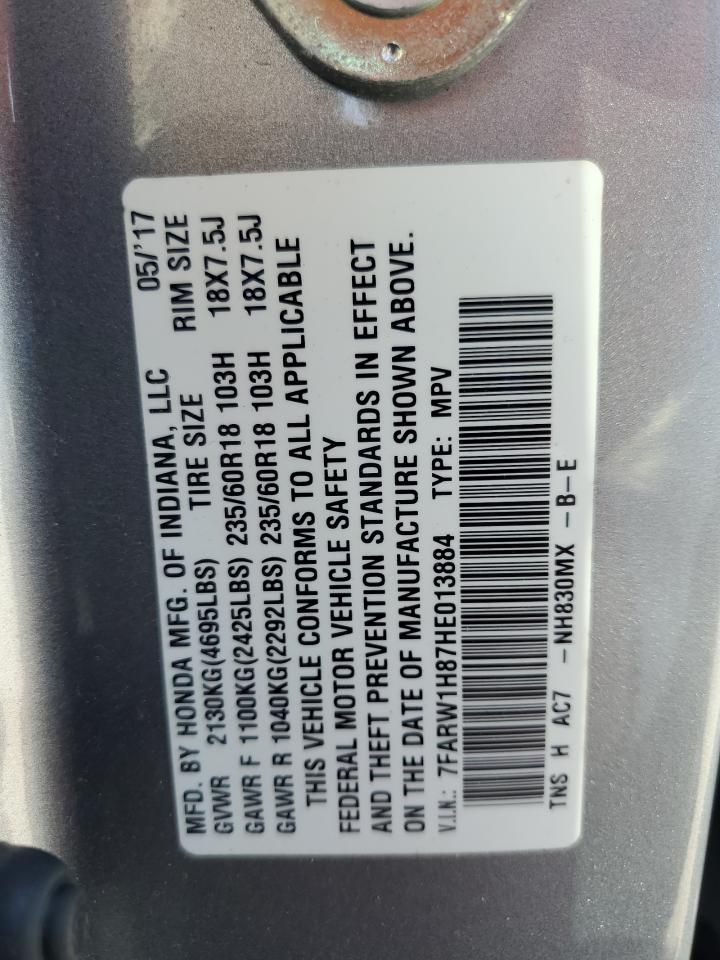 MFD. BY HONDA MFG. OF INDIANA, LLC 05/'17
GVWR 2130KG(4695LBS) TIRE SIZE RIM SIZE
GAWR F 1100KG(2425LBS) 235/60R18 103H 18X7.5J
GAWR R 1040KG(2292LBS) 235/60R18 103H 18X7.5J
THIS VEHICLE CONFORMS TO ALL APPLICABLE
FEDERAL MOTOR VEHICLE SAFETY
AND THEFT PREVENTION STANDARDS IN EFFECT
ON THE DATE OF MANUFACTURE SHOWN ABOVE.
V.I.N.: 7FARW1H87HE013884 TYPE: MPV
TNS H AC7 -NH830MX -B-E